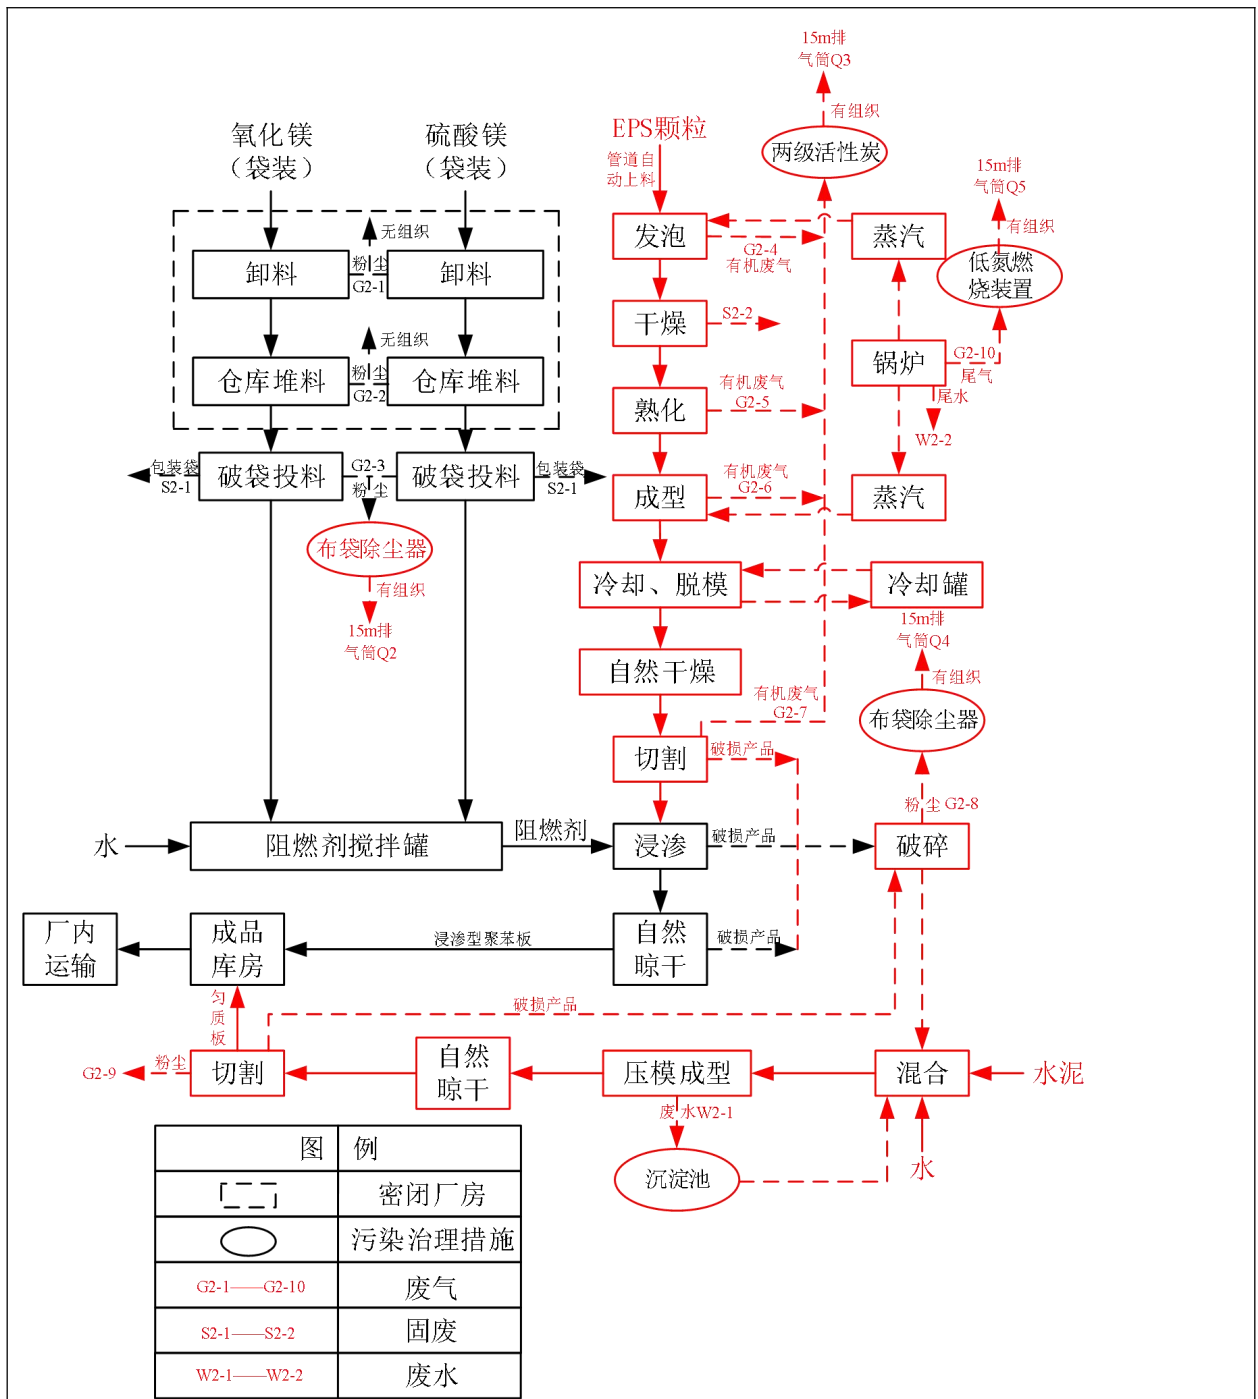 15m排
气筒Q3
有组织
氧化镁
（袋装）
硫酸镁
（袋装）
EPS颗粒
管道自
动上料
两级活性炭
15m排
气筒Q5
有组织
无组织
卸料
粉尘
G2-1
卸料
发泡
G2-4
有机废气
蒸汽
低氮燃
烧装置
干燥
S2-2
无组织
仓库堆料
粉尘
G2-2
仓库堆料
锅炉
G2-10
尾气
尾水
W2-2
熟化
有机废气
G2-5
包装袋
S2-1
破袋投料
G2-3
粉尘
破袋投料
包装袋
S2-1
成型
有机废气
G2-6
蒸汽
布袋除尘器
有组织
15m排
气筒Q2
冷却、脱模
冷却罐
15m排
气筒Q4
有组织
自然干燥
有机废气
G2-7
布袋除尘器
切割
破损产品
粉尘G2-8
水
阻燃剂搅拌罐
阻燃剂
浸渗
破损产品
破碎
厂内
运输
成品
库房
浸渗型聚苯板
自然
晾干
破损产品
匀
质
板
破损产品
G2-9
粉尘
切割
自然
晾干
压模成型
混合
水泥
废水W2-1
沉淀池
水
图 例
密闭厂房
污染治理措施
G2-1——G2-10 废气
S2-1——S2-2 固废
W2-1——W2-2 废水